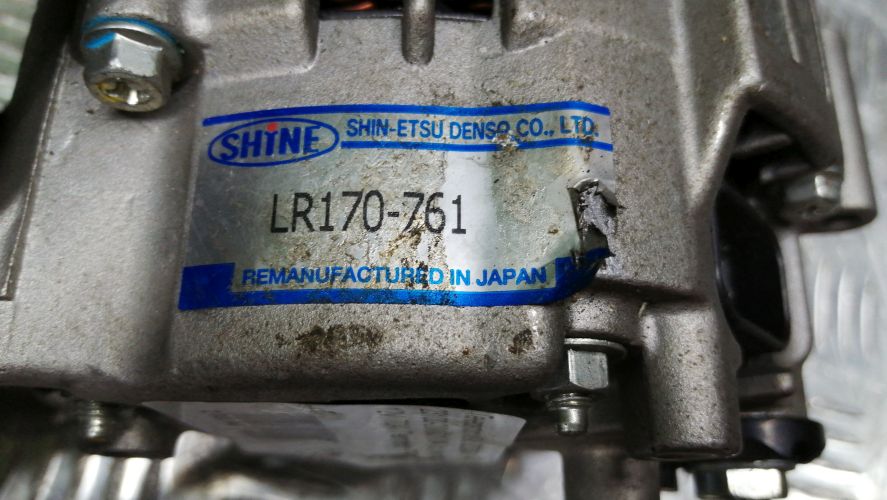 SHiNE SHIN-ETSU DENSO CO., LTD.
LR170-761
REMANUFACTURED IN JAPAN